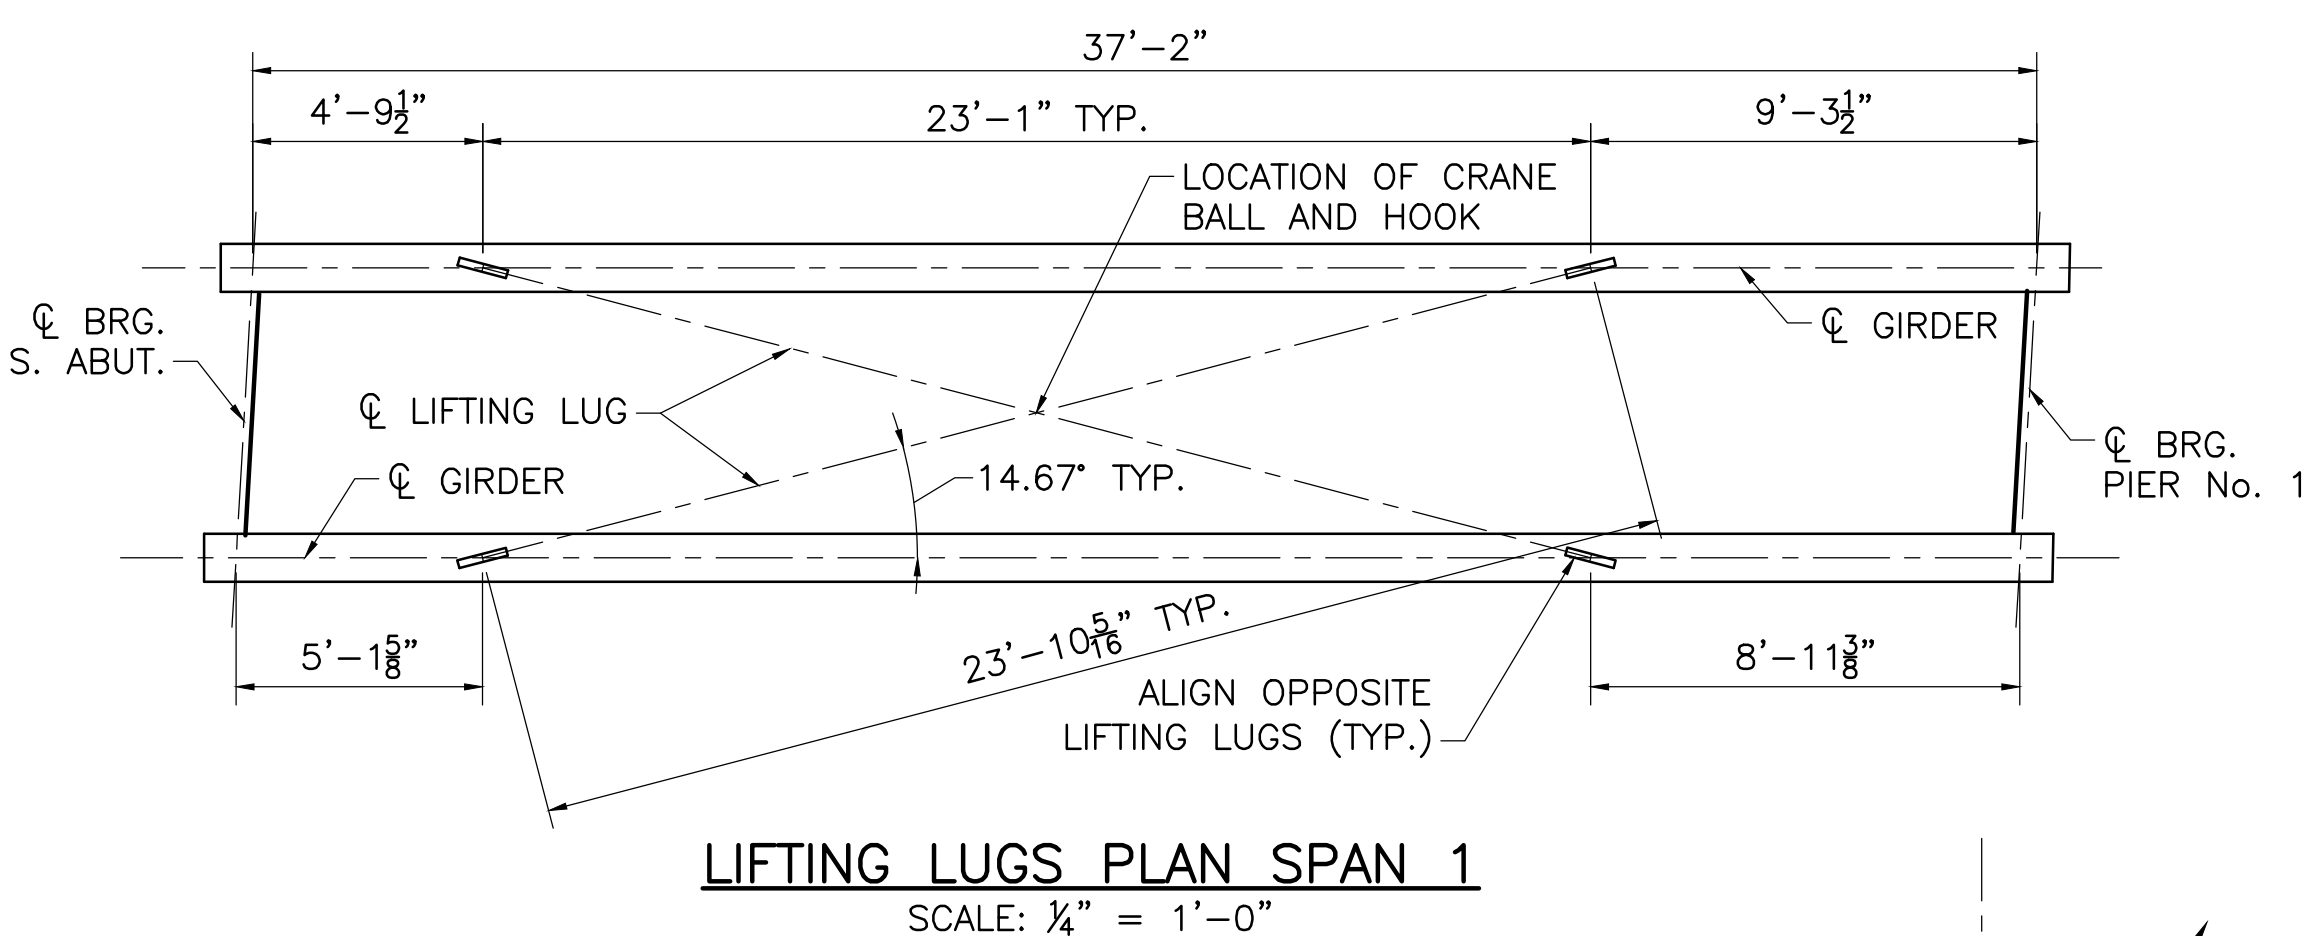 37'-2"
4'-9½"
23'-1" TYP.
9'-3½"
LOCATION OF CRANE
BALL AND HOOK
℄ BRG.
S. ABUT.
℄ GIRDER
℄ LIFTING LUG
℄ GIRDER
14.67° TYP.
℄ BRG.
PIER No. 1
5'-1⅝"
23'-10 5/16" TYP.
8'-11⅜"
ALIGN OPPOSITE
LIFTING LUGS (TYP.)
LIFTING LUGS PLAN SPAN 1
SCALE: ¼" = 1'-0"